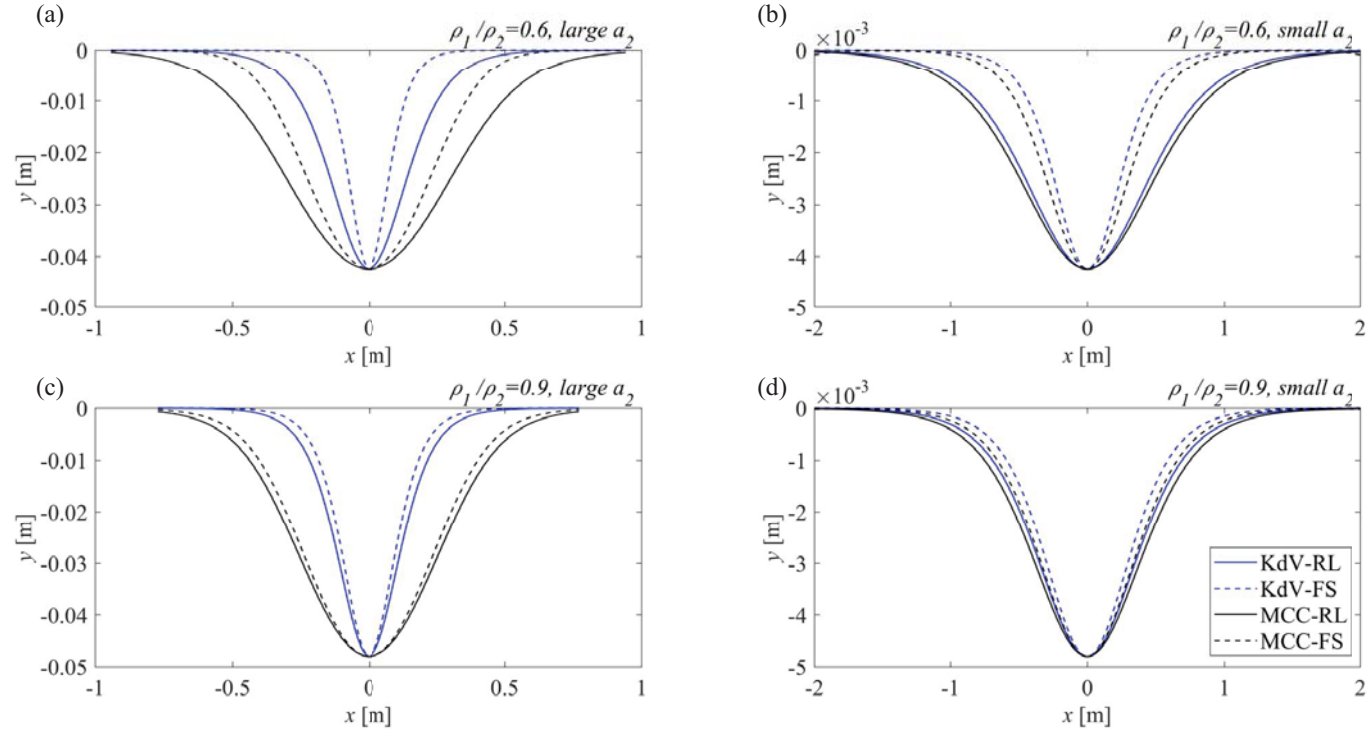 (a)
ρ1/ρ2=0.6, large a2
0
-0.01
-0.02
-0.03
-0.04
-0.05
y [m]
-1 -0.5 0 0.5 1
x [m]
(b)
×10-3
ρ1/ρ2=0.6, small a2
0
-1
-2
-3
-4
-5
y [m]
-2 -1 0 1 2
x [m]
(c)
ρ1/ρ2=0.9, large a2
0
-0.01
-0.02
-0.03
-0.04
-0.05
y [m]
-1 -0.5 0 0.5 1
x [m]
(d)
×10-3
ρ1/ρ2=0.9, small a2
0
-1
-2
-3
-4
-5
y [m]
-2 -1 0 1 2
x [m]
KdV-RL
KdV-FS
MCC-RL
MCC-FS